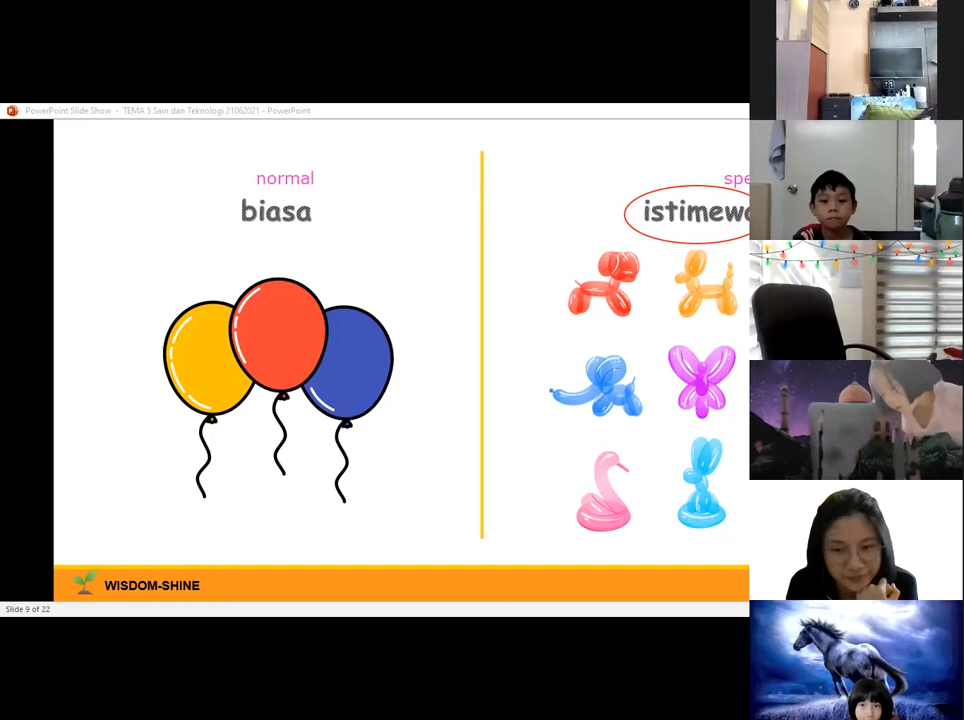 PowerPoint Slide Show - TEMA 5 Sain dan Teknologi 21062021 - PowerPoint
normal
biasa
WISDOM-SHINE
Slide 9 of 22